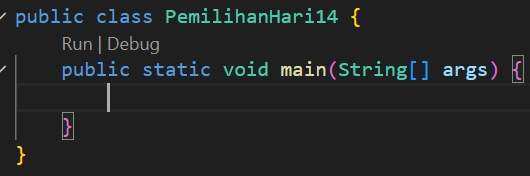 public class PemilihanHari14 {
Run | Debug
public static void main(String[] args) {
}
}